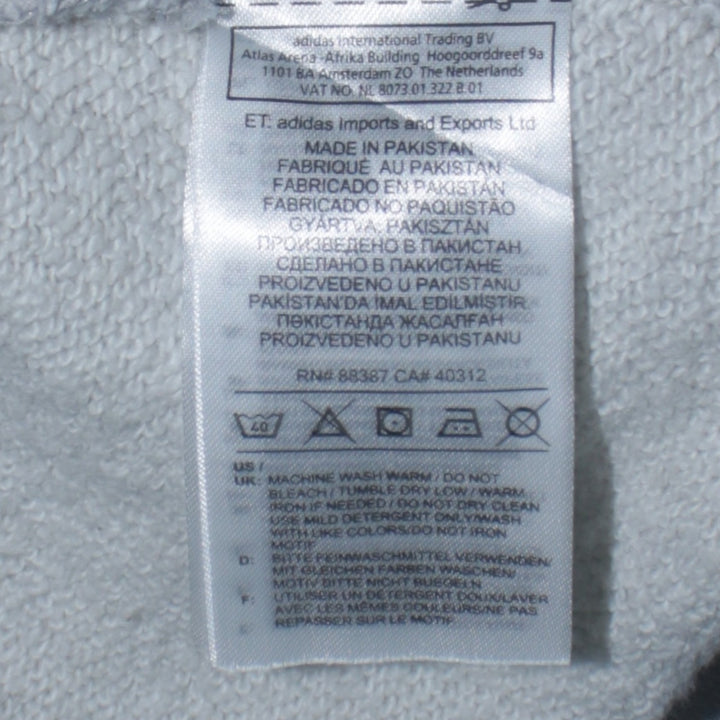 adidas International Trading BV
Atlas Arena -Afrika Building Hoogoorddreef 9a
1101 BA Amsterdam ZO The Netherlands
VAT NO. NL 8073.01.322 B.01
ET: adidas Imports and Exports Ltd
MADE IN PAKISTAN
FABRIQUÉ AU PAKISTAN
FABRICADO EN PAKISTÁN
FABRICADO NO PAQUISTÃO
GYÁRTVA: PAKISZTÁN
ПРОИЗВЕДЕНО В ПАКИСТАН
СДЕЛАНО В ПАКИСТАНЕ
PROIZVEDENO U PAKISTANU
PAKİSTAN'DA IMAL EDİLMİSTİR.
ПӘКІСТАНДА ЖАСАЛҒАН
PROIZVEDENO U PAKISTANU
RN# 88387 CA# 40312
40
US /
UK: MACHINE WASH WARM / DO NOT
BLEACH / TUMBLE DRY LOW / WARM
IRON IF NEEDED / DO NOT DRY CLEAN
USE MILD DETERGENT ONLY/WASH
WITH LIKE COLORS/DO NOT IRON
MOTIF
D: BITTE FEINWASCHMITTEL VERWENDEN/
MIT GLEICHEN FARBEN WASCHEN/
MOTIV BITTE NICHT BUEGELN
F: UTILISER UN DETERGENT DOUX/LAVER
AVEC LES MÊMES COULEURS/NE PAS
REPASSER SUR LE MOTIF